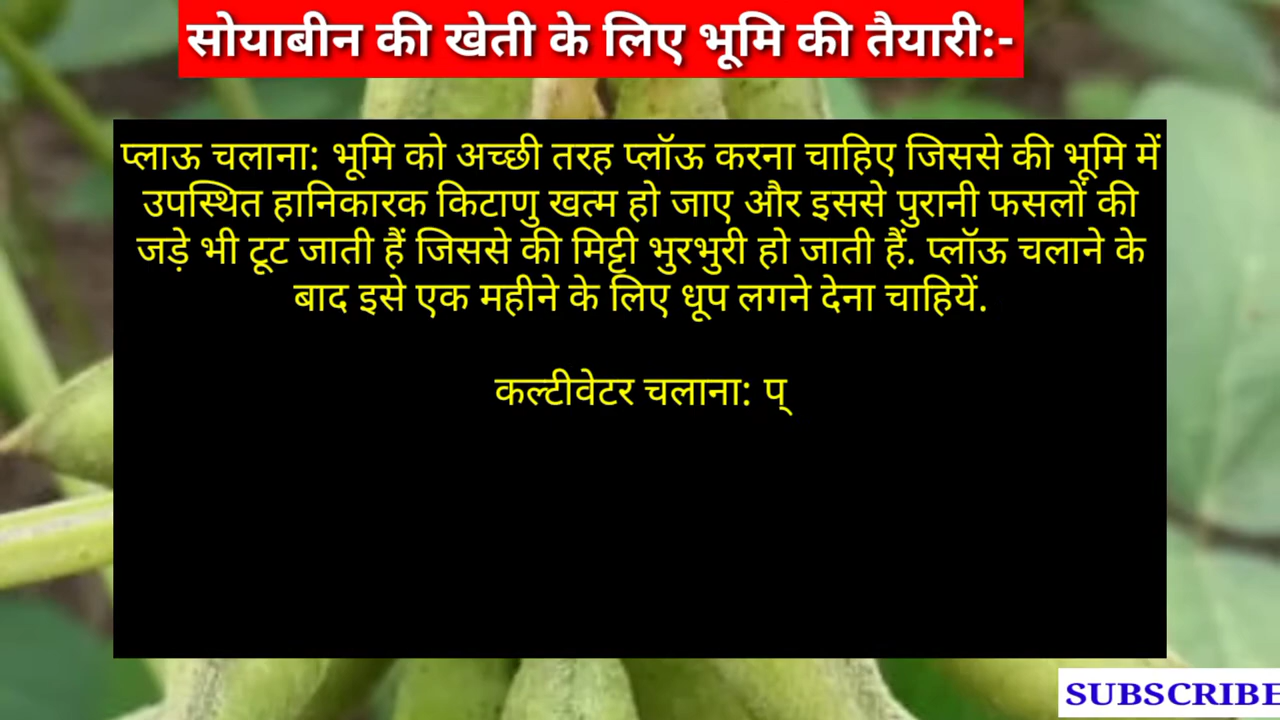 सोयाबीन की खेती के लिए भूमि की तैयारी:-
प्लाऊ चलाना: भूमि को अच्छी तरह प्लॉऊ करना चाहिए जिससे की भूमि में
उपस्थित हानिकारक किटाणु खत्म हो जाए और इससे पुरानी फसलों की
जड़े भी टूट जाती हैं जिससे की मिट्टी भुरभुरी हो जाती हैं. प्लॉऊ चलाने के
बाद इसे एक महीने के लिए धूप लगने देना चाहियें.
कल्टीवेटर चलाना: प्
SUBSCRIBE